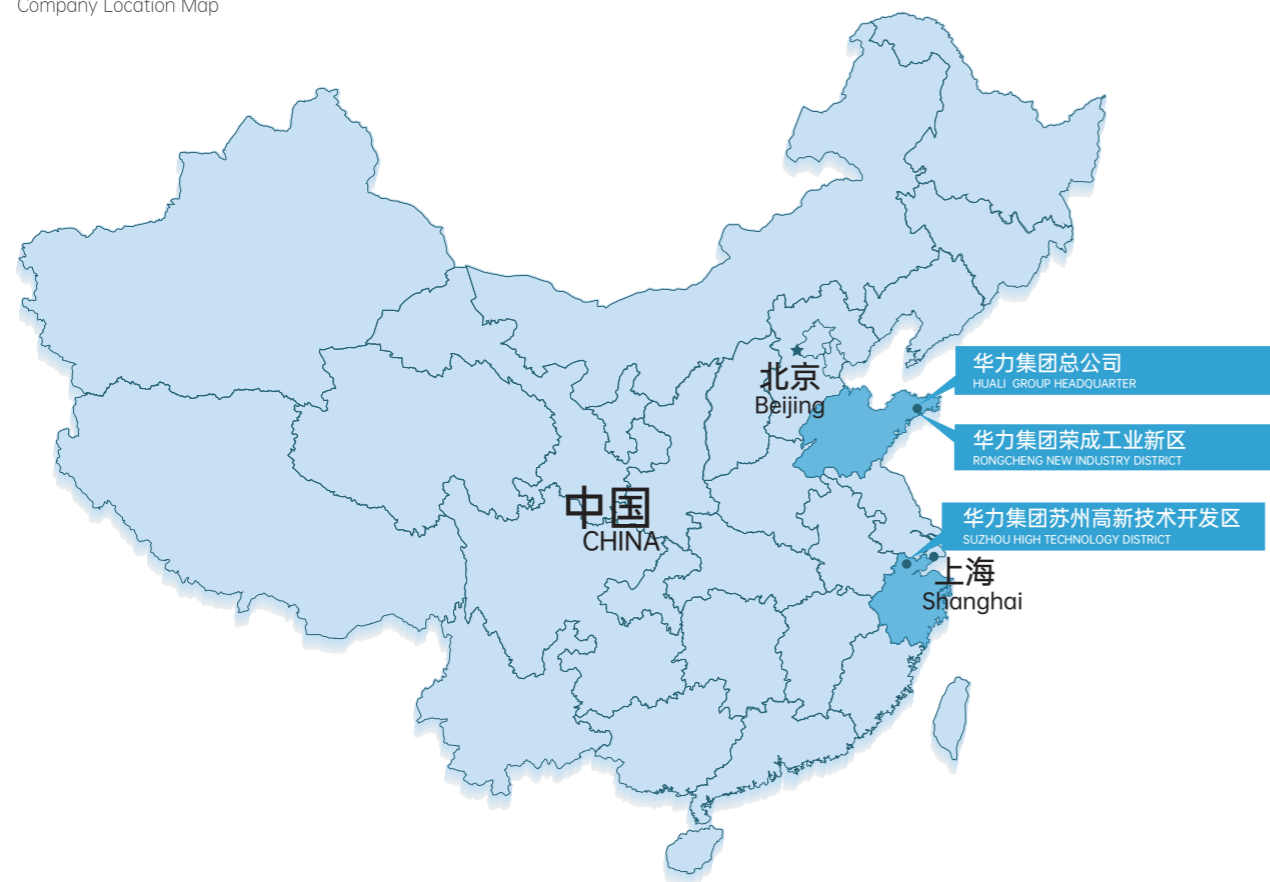 Company Location Map
北京
Beijing
华力集团总公司
HUALI GROUP HEADQUARTER
华力集团荣成工业新区
RONGCHENG NEW INDUSTRY DISTRICT
中国
CHINA
华力集团苏州高新技术开发区
SUZHOU HIGH TECHNOLOGY DISTRICT
上海
Shanghai